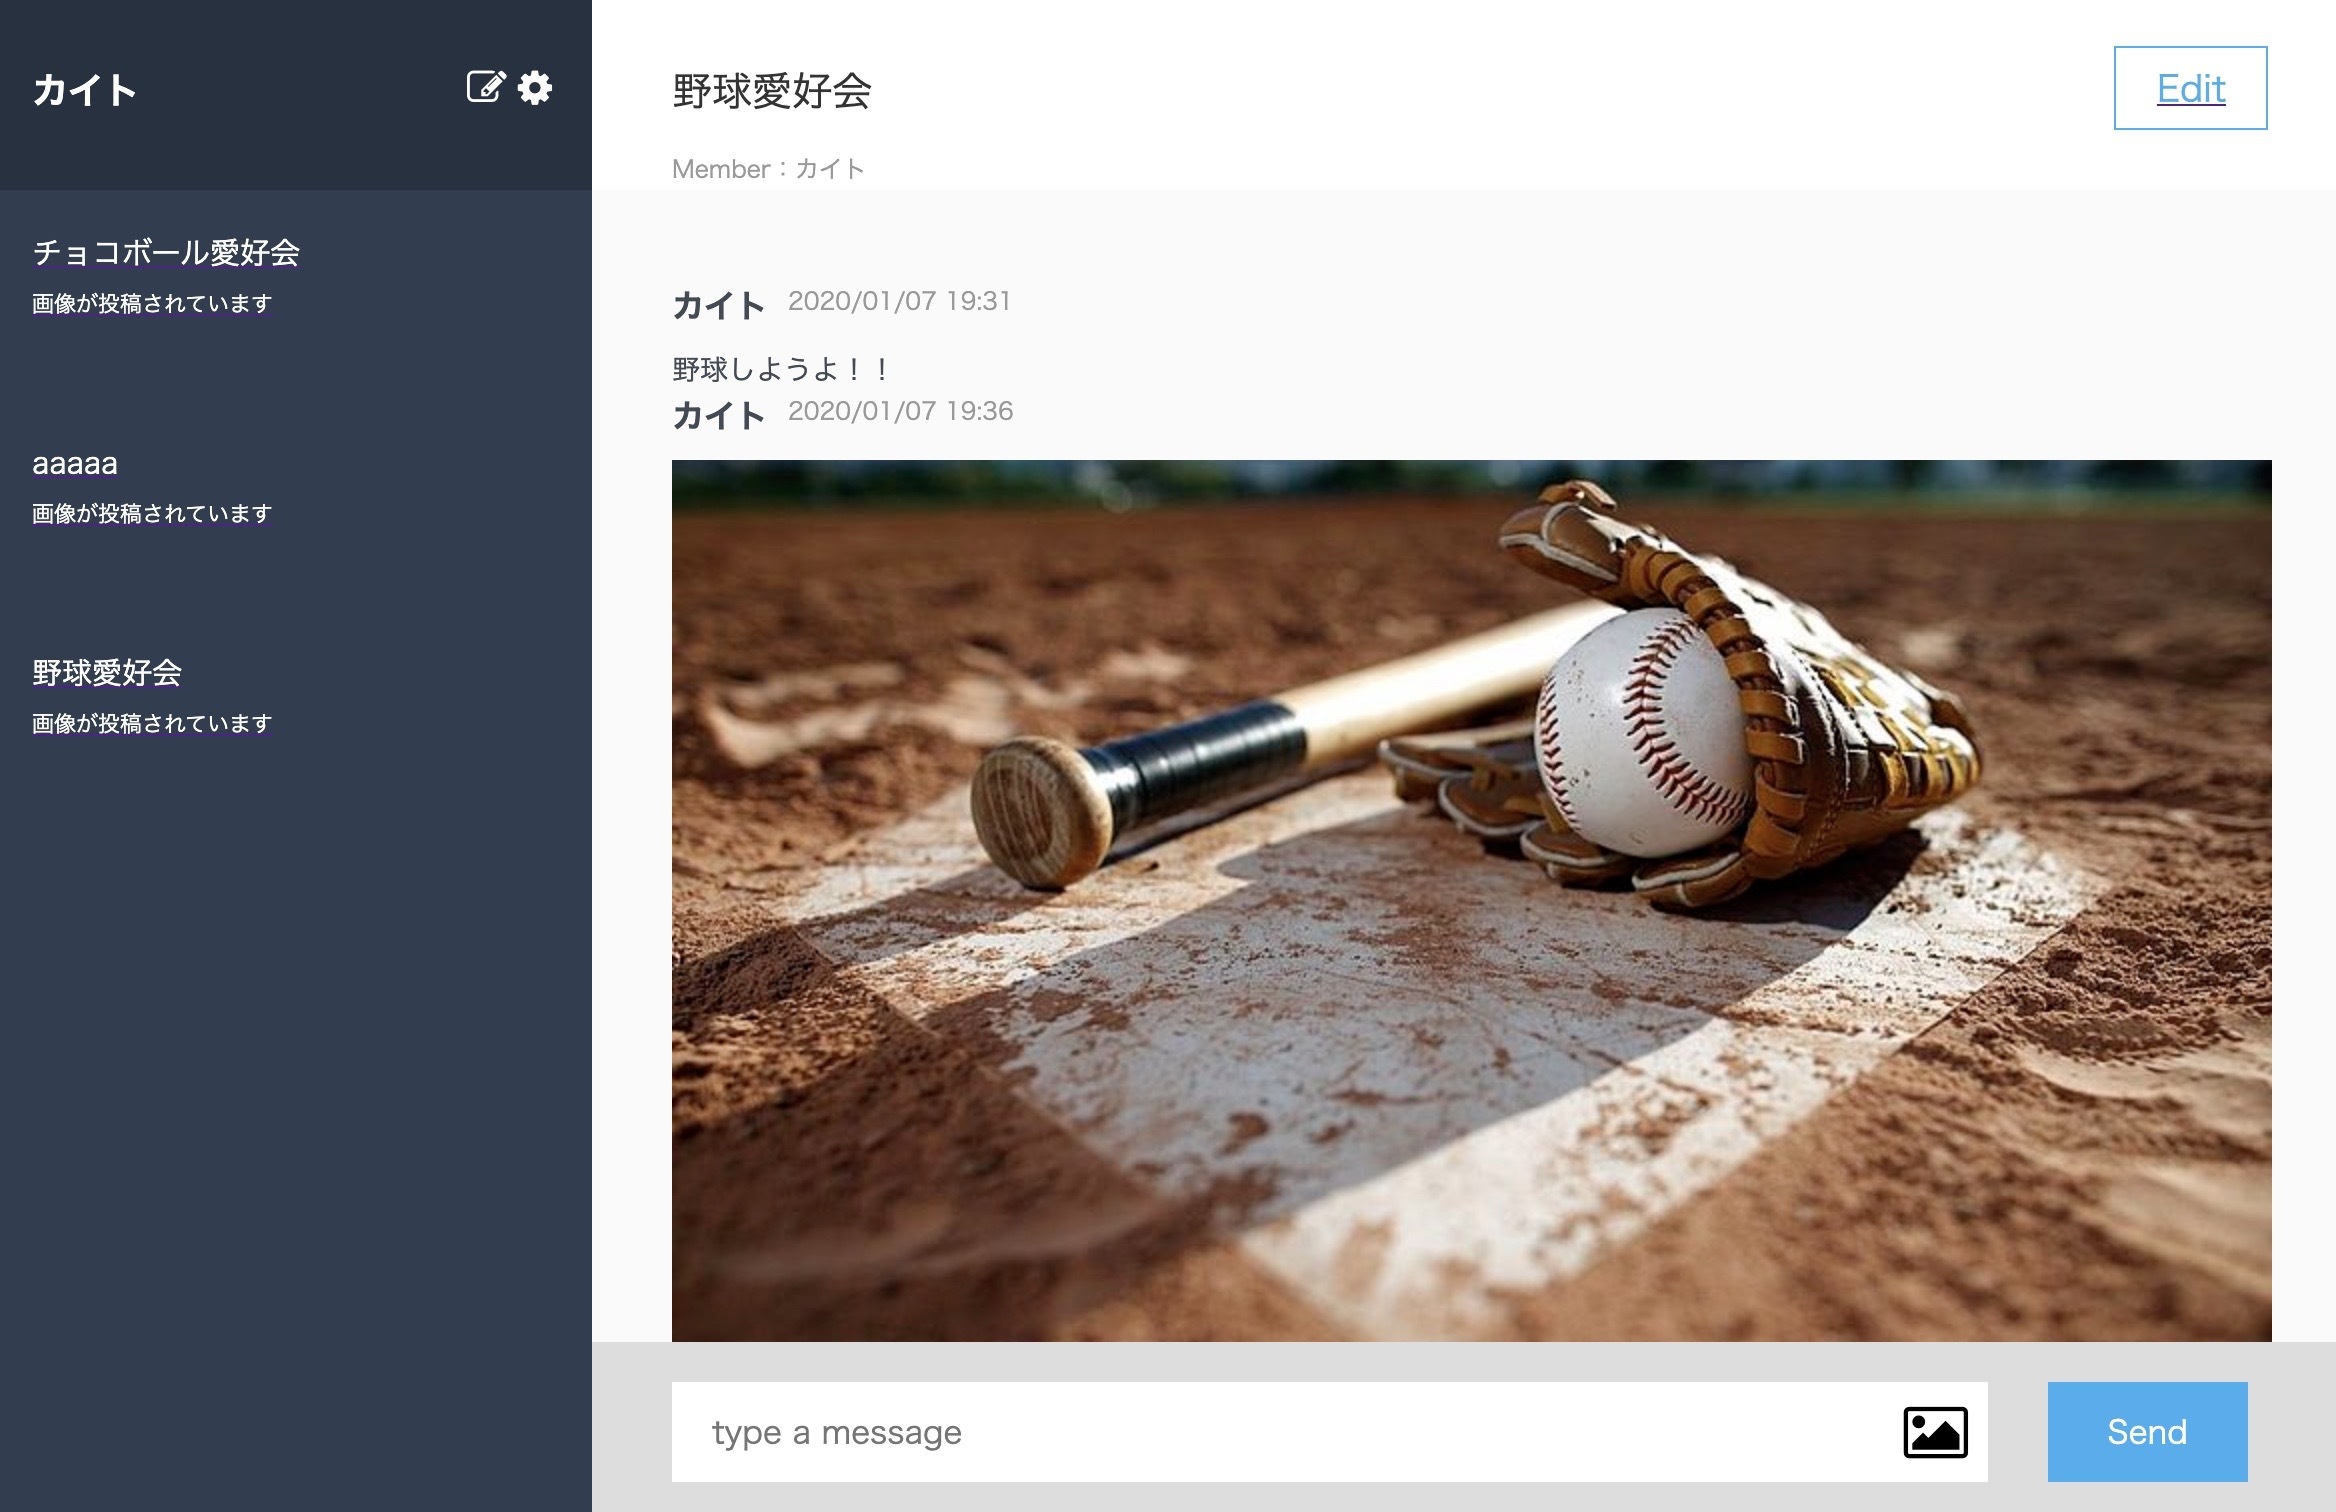 カイト
チョコボール愛好会
画像が投稿されています
aaaaa
画像が投稿されています
野球愛好会
画像が投稿されています
野球愛好会
Edit
Member：カイト
カイト 2020/01/07 19:31
野球しようよ！！
カイト 2020/01/07 19:36
type a message
Send